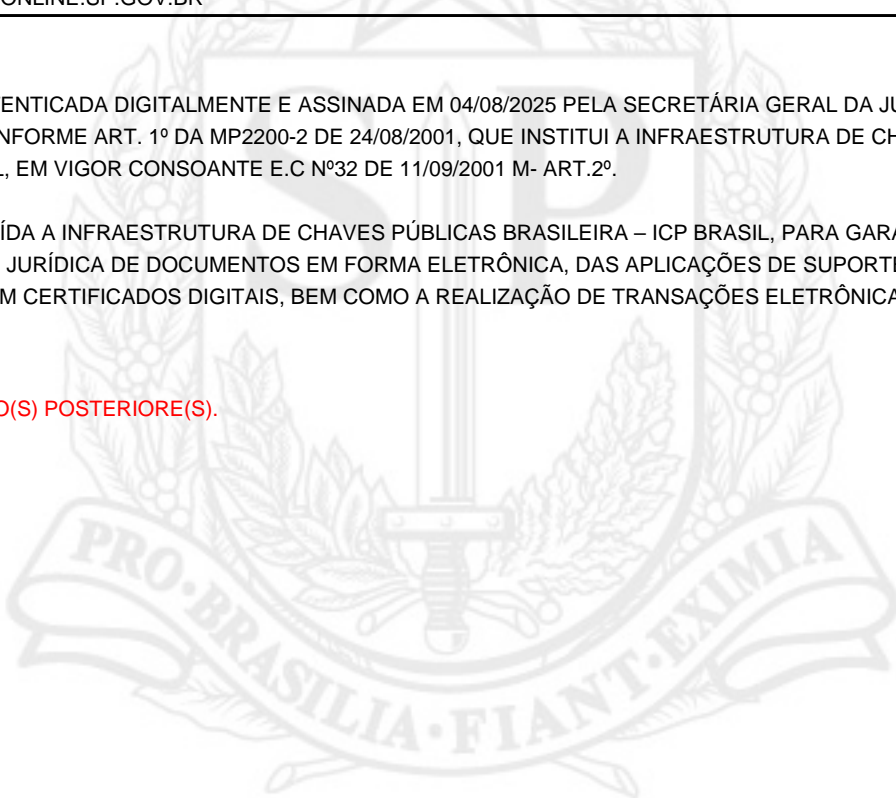 ONLINE.SP.GOV.BR
ENTICADA DIGITALMENTE E ASSINADA EM 04/08/2025 PELA SECRETÁRIA GERAL DA JU
NFORME ART. 1º DA MP2200-2 DE 24/08/2001, QUE INSTITUI A INFRAESTRUTURA DE CH
L, EM VIGOR CONSOANTE E.C Nº32 DE 11/09/2001 M- ART.2º.
ÍDA A INFRAESTRUTURA DE CHAVES PÚBLICAS BRASILEIRA – ICP BRASIL, PARA GARA
JURÍDICA DE DOCUMENTOS EM FORMA ELETRÔNICA, DAS APLICAÇÕES DE SUPORTE
M CERTIFICADOS DIGITAIS, BEM COMO A REALIZAÇÃO DE TRANSAÇÕES ELETRÔNICA
O(S) POSTERIORE(S).
SP
PRO·BRASILIA·FIANT·EXIMIA